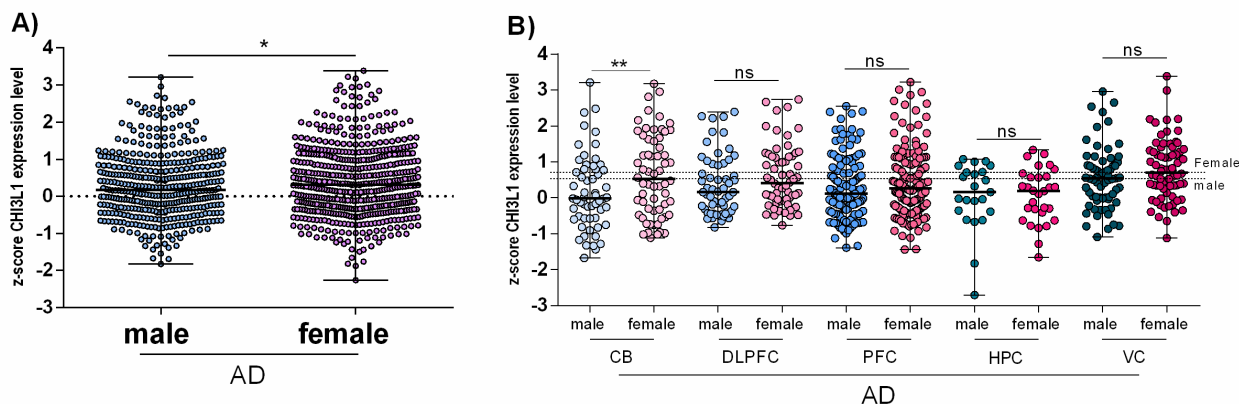 A)
z-score CHI3L1 expression level
4
3
2
1
0
-1
-2
-3
*
male female
AD
B)
z-score CHI3L1 expression level
4
3
2
1
0
-1
-2
-3
** ns ns ns ns
Female
male
male female male female male female male female male female
CB DLPFC PFC HPC VC
AD